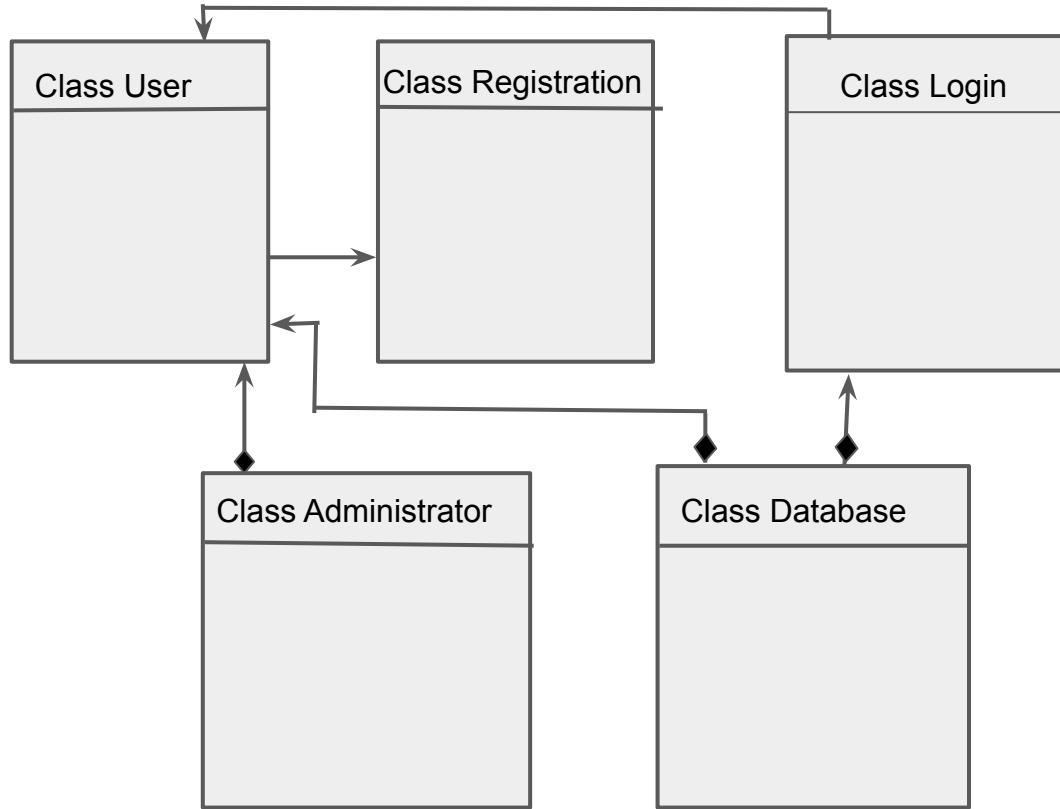 Class User
Class Registration
Class Login
Class Administrator
Class Database